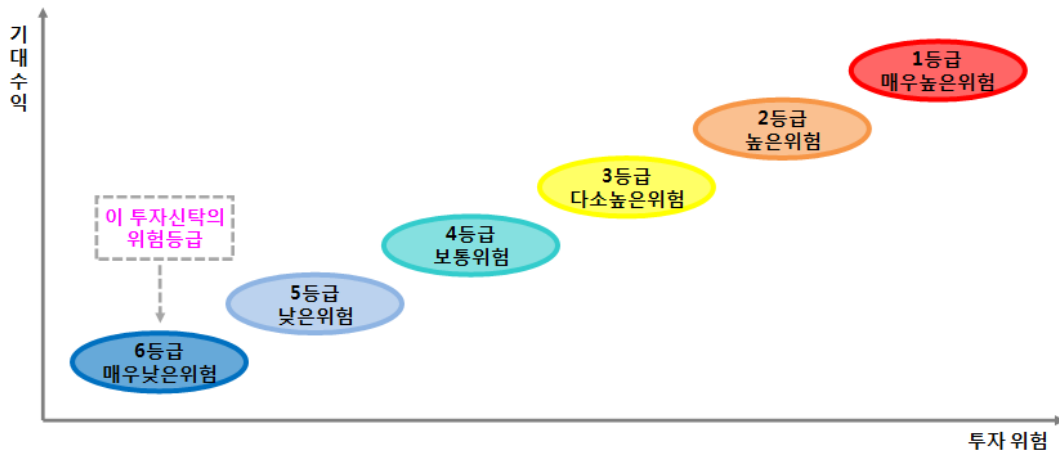 기대수익
1등급
매우높은위험
2등급
높은위험
3등급
다소높은위험
이 투자신탁의
위험등급
4등급
보통위험
5등급
낮은위험
6등급
매우낮은위험
투자 위험